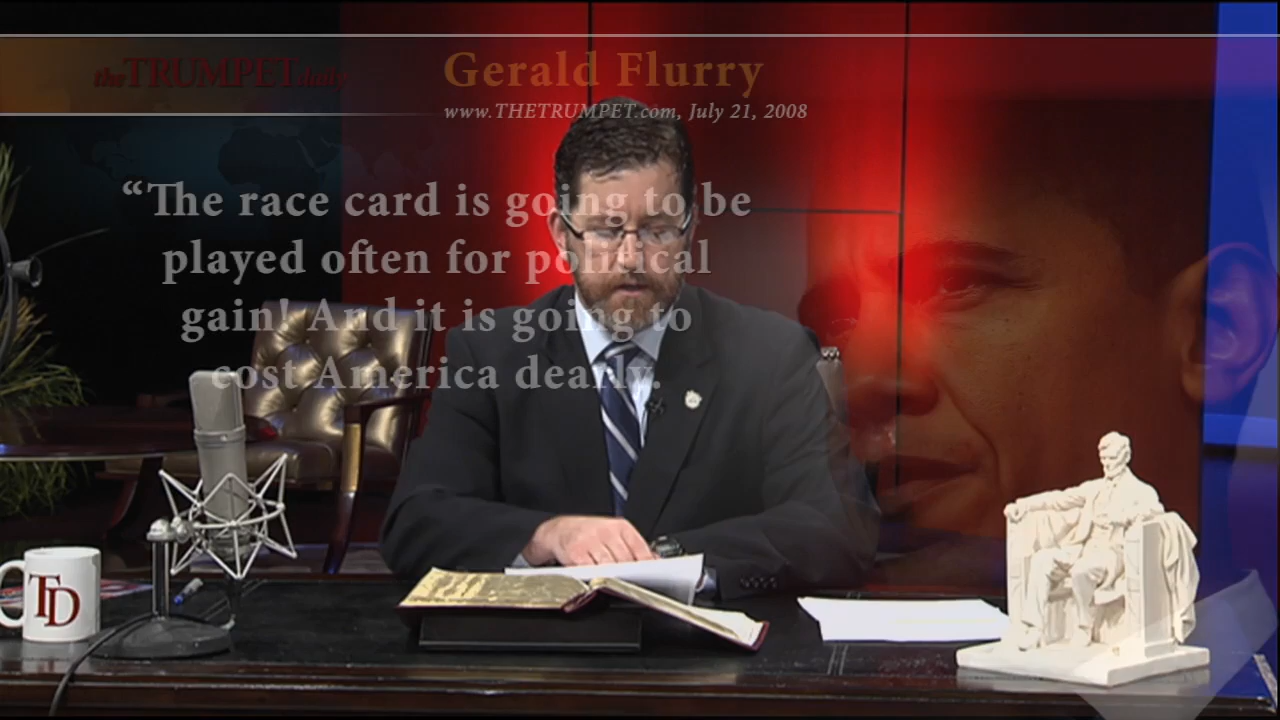 theTRUMPETdaily
Gerald Flurry
www.THETRUMPET.com, July 21, 2008
“The race card is going to be
played often for political
gain! And it is going to
cost America dearly.
TD